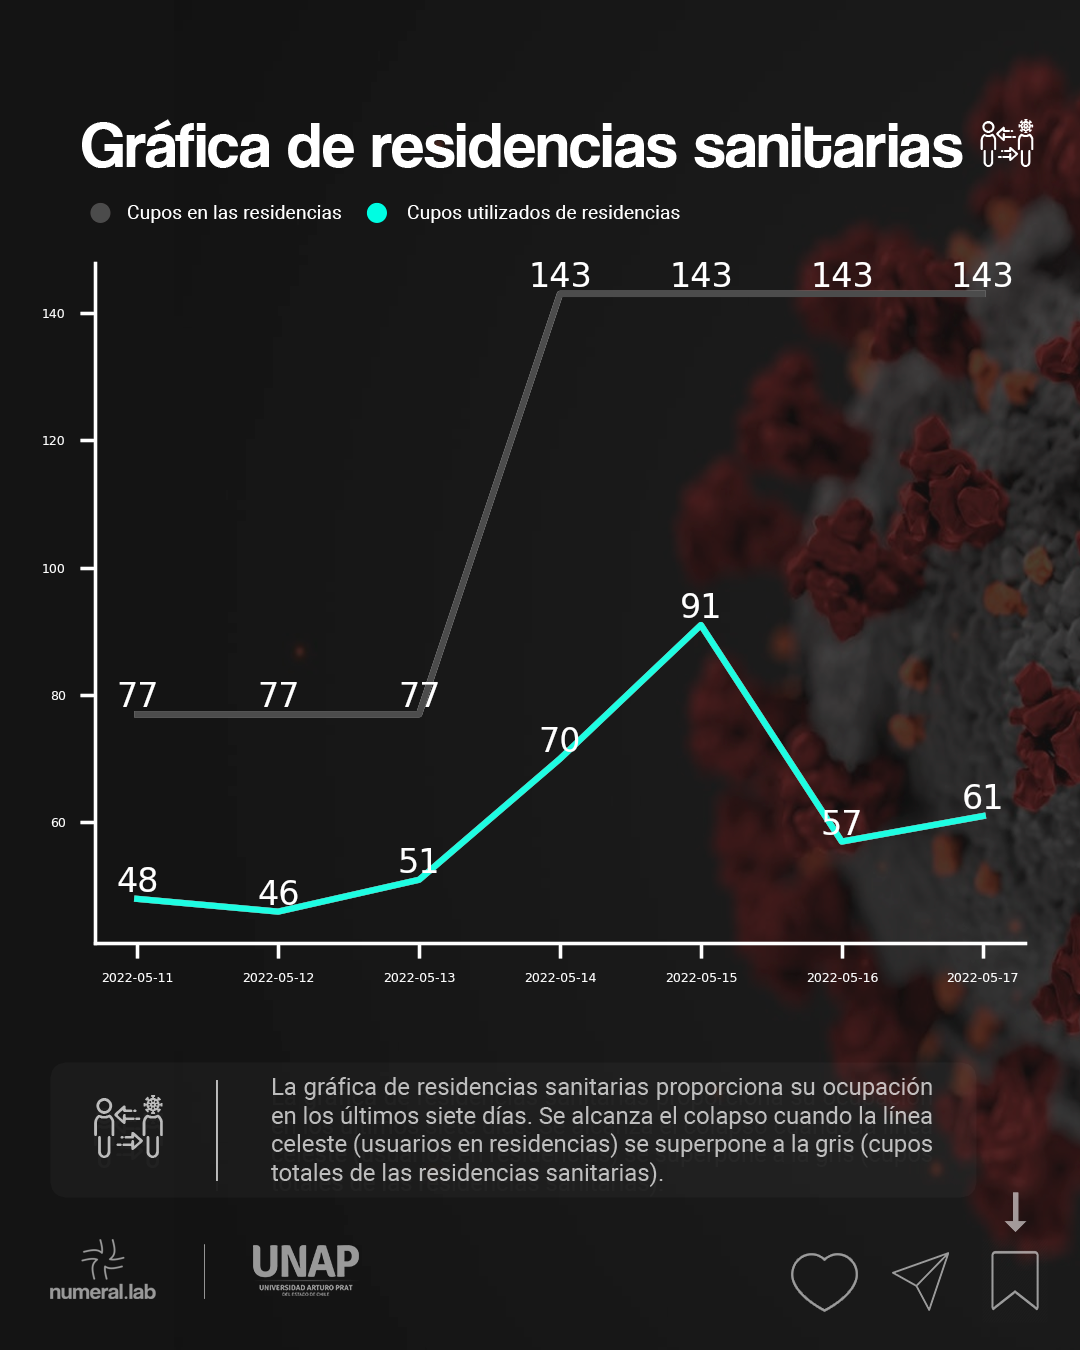 Gráfica de residencias sanitarias
Cupos en las residencias
Cupos utilizados de residencias
143 143 143 143
140
120
100
91
80
77 77 77
70
60
61
57
51
48
46
2022-05-11 2022-05-12 2022-05-13 2022-05-14 2022-05-15 2022-05-16 2022-05-17
La gráfica de residencias sanitarias proporciona su ocupación
en los últimos siete días. Se alcanza el colapso cuando la línea
celeste (usuarios en residencias) se superpone a la gris (cupos
totales de las residencias sanitarias).
numeral.lab
UNAP
UNIVERSIDAD ARTURO PRAT
DEL ESTADO DE CHILE